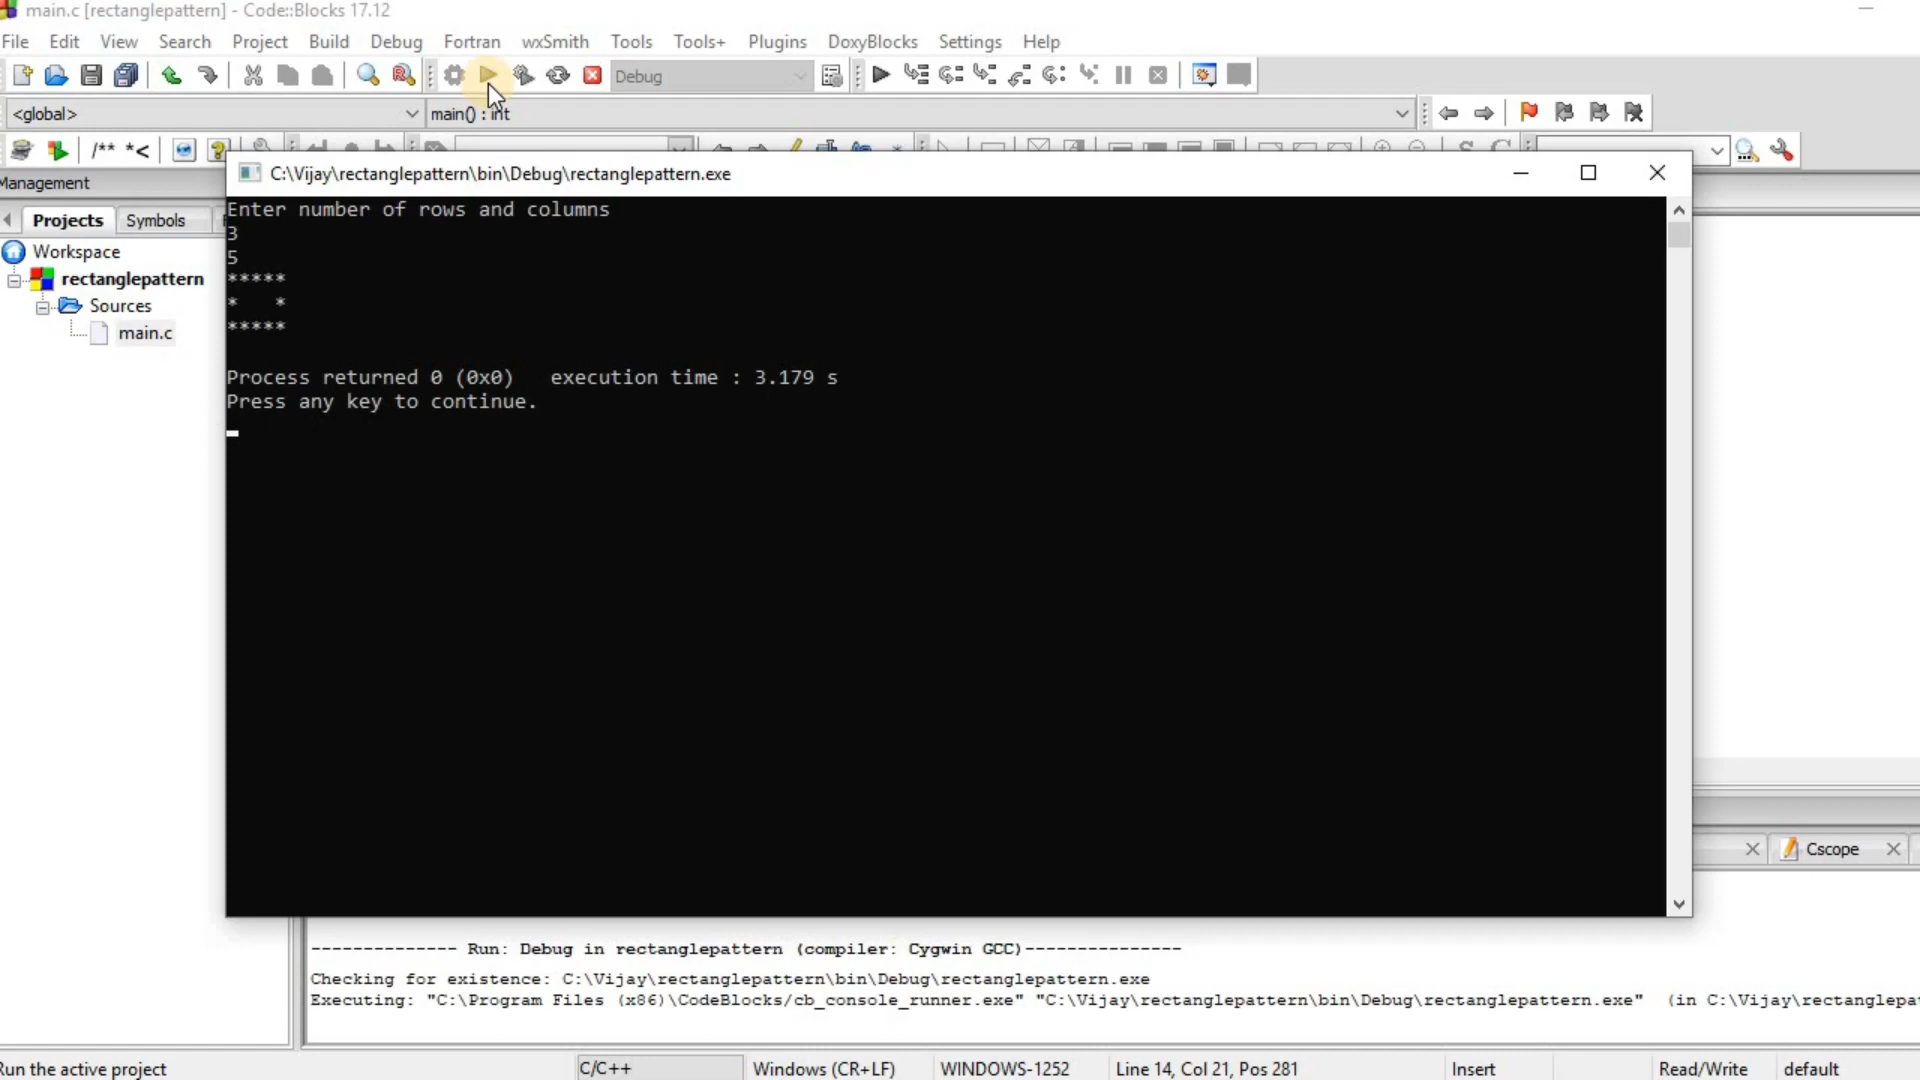 main.c [rectanglepattern] - Code::Blocks 17.12
File Edit View Search Project Build Debug Fortran wxSmith Tools Tools+ Plugins DoxyBlocks Settings Help
Debug
<global> main() : int
/** *<
Management
C:\Vijay\rectanglepattern\bin\Debug\rectanglepattern.exe
Projects Symbols
Workspace
rectanglepattern
Sources
main.c
Enter number of rows and columns
3
5
*****
*   *
*****
Process returned 0 (0x0)   execution time : 3.179 s
Press any key to continue.
Cscope
-------------- Run: Debug in rectanglepattern (compiler: Cygwin GCC)---------------
Checking for existence: C:\Vijay\rectanglepattern\bin\Debug\rectanglepattern.exe
Executing: "C:\Program Files (x86)\CodeBlocks/cb_console_runner.exe" "C:\Vijay\rectanglepattern\bin\Debug\rectanglepattern.exe"  (in C:\Vijay\rectanglepa
Run the active project C/C++ Windows (CR+LF) WINDOWS-1252 Line 14, Col 21, Pos 281 Insert Read/Write default